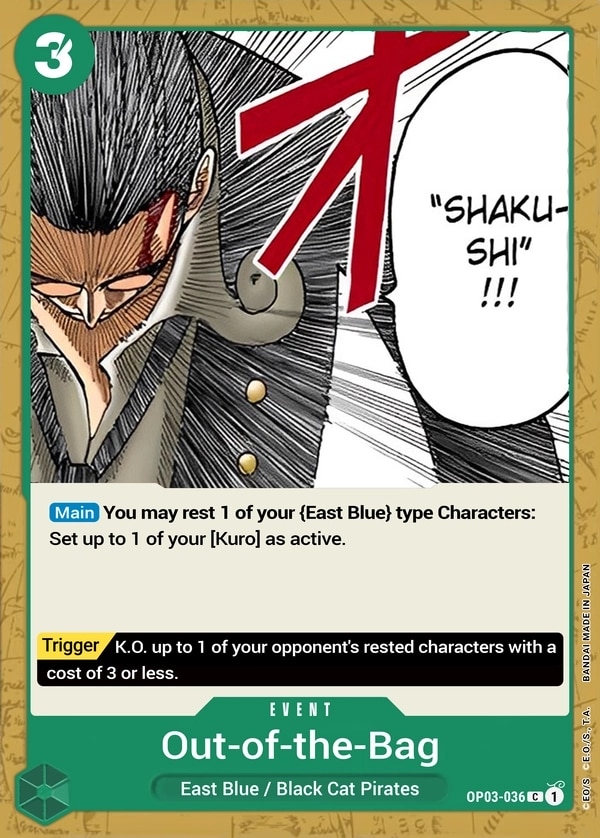 3
"SHAKU-
SHI"
!!!
Main You may rest 1 of your {East Blue} type Characters:
Set up to 1 of your [Kuro] as active.
Trigger K.O. up to 1 of your opponent's rested characters with a
cost of 3 or less.
EVENT
Out-of-the-Bag
East Blue / Black Cat Pirates
OP03-036 C 1
©E.O/S ©E.O./S.,T.A. BANDAI MADE IN JAPAN